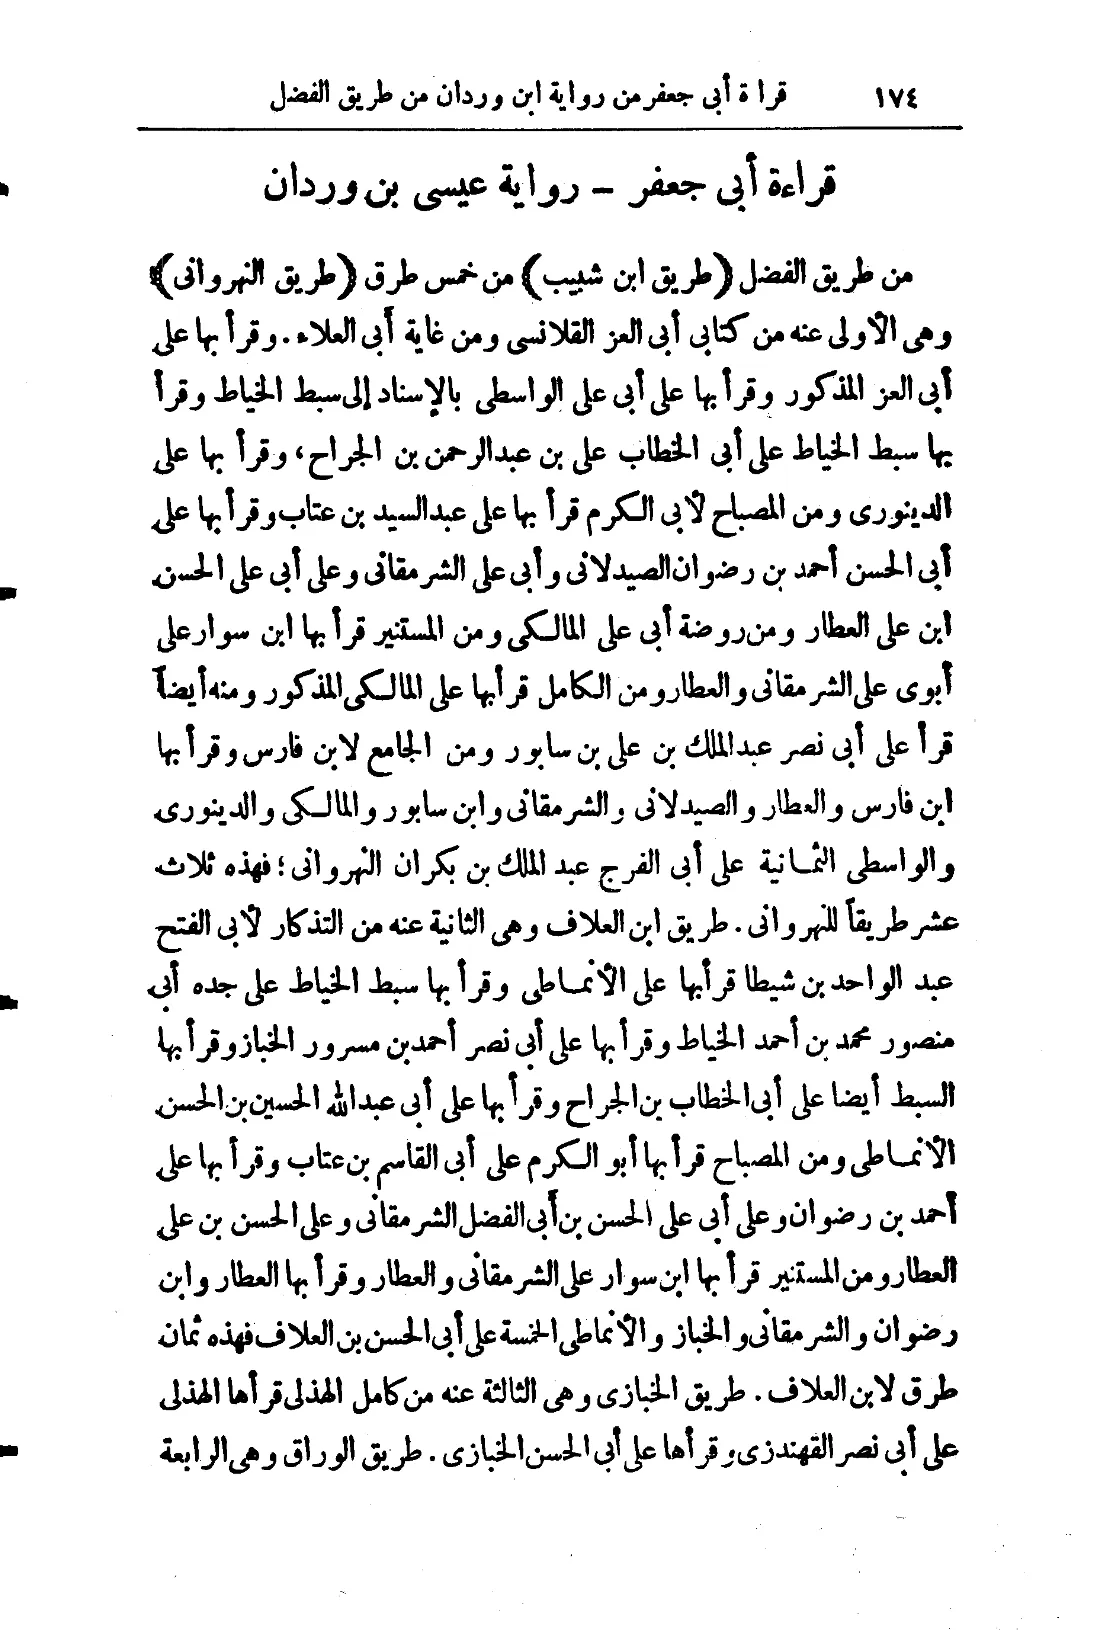 ١٧٤ قراءة أبى جعفر من رواية ابن وردان من طريق الفضل
قراءة أبى جعفر – رواية عيسى بن وردان
من طريق الفضل (طريق ابن شبيب) من خمس طرق (طريق النهروانى)
وهى الأولى عنه من كتابى أبى العز القلانسى ومن غاية أبى العلاء . وقرأ بها على
أبى العز المذكور وقرأ بها على أبى على الواسطى بالإسناد إلى سبط الخياط وقرأ
بها سبط الخياط على أبى الخطاب على بن عبدالرحمن بن الجراح، وقرأ بها على
الدينورى ومن المصباح لأبى الكرم قرأ بها على عبدالسيد بن عتاب وقرأ بها على
أبى الحسن أحمد بن رضوان الصيدلانى وأبى على الشرمقانى وعلى أبى على الحسن
ابن على العطار ومن روضة أبى على المالكى ومن المستنير قرأ بها ابن سوار على
أبوى على الشرمقانى والعطار ومن الكامل قرأ بها على المالكى المذكور ومنه أيضاً
قرأ على أبى نصر عبدالملك بن على بن سابور ومن الجامع لابن فارس وقرأ بها
ابن فارس والعطار والصيدلانى والشرمقانى وابن سابور والمالكى والدينورى
والواسطى الثمانية على أبى الفرج عبد الملك بن بكران النهروانى؛ فهذه ثلاث
عشر طريقاً للنهروانى . طريق ابن العلاف وهى الثانية عنه من التذكار لأبى الفتح
عبد الواحد بن شيطا قرأ بها على الأنماطى وقرأ بها سبط الخياط على جده أبى
منصور محمد بن أحمد الخياط وقرأ بها على أبى نصر أحمد بن مسرور الخباز وقرأ بها
السبط أيضا على أبى الخطاب بن الجراح وقرأ بها على أبى عبدالله الحسين بن الحسن
الأنماطى ومن المصباح قرأ بها أبو الكرم على أبى القاسم بن عتاب وقرأ بها على
أحمد بن رضوان وعلى أبى على الحسن بن أبى الفضل الشرمقانى وعلى الحسن بن على
العطار ومن المستنير قرأ بها ابن سوار على الشرمقانى والعطار وقرأ بها العطار وابن
رضوان والشرمقانى والخباز والأنماطى الخمسة على أبى الحسن بن العلاف فهذه ثمان
طرق لابن العلاف . طريق الخبازى وهى الثالثة عنه من كامل الهذلى قرأها الهذلى
على أبى نصر القهندزى وقرأها على أبى الحسن الخبازى . طريق الوراق وهى الرابعة